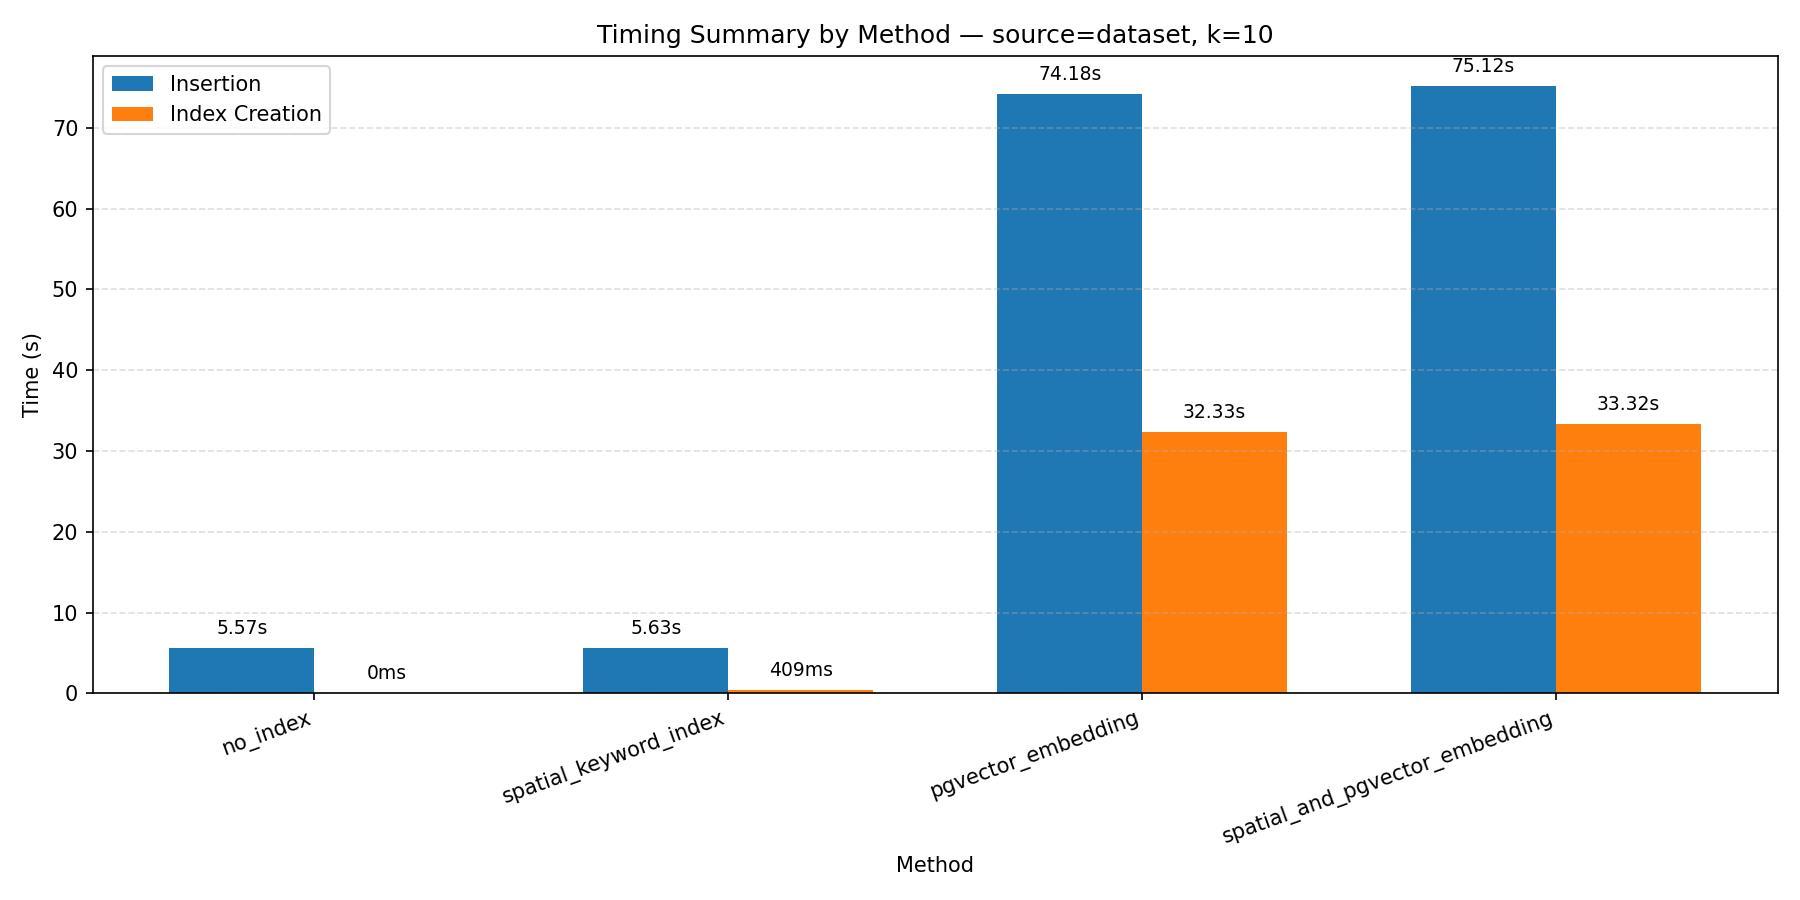 Timing Summary by Method — source=dataset, k=10
Insertion
Index Creation
74.18s
75.12s
70
60
50
40
30
20
10
0
Time (s)
32.33s
33.32s
5.57s
0ms
5.63s
409ms
no_index
spatial_keyword_index
pgvector_embedding
spatial_and_pgvector_embedding
Method